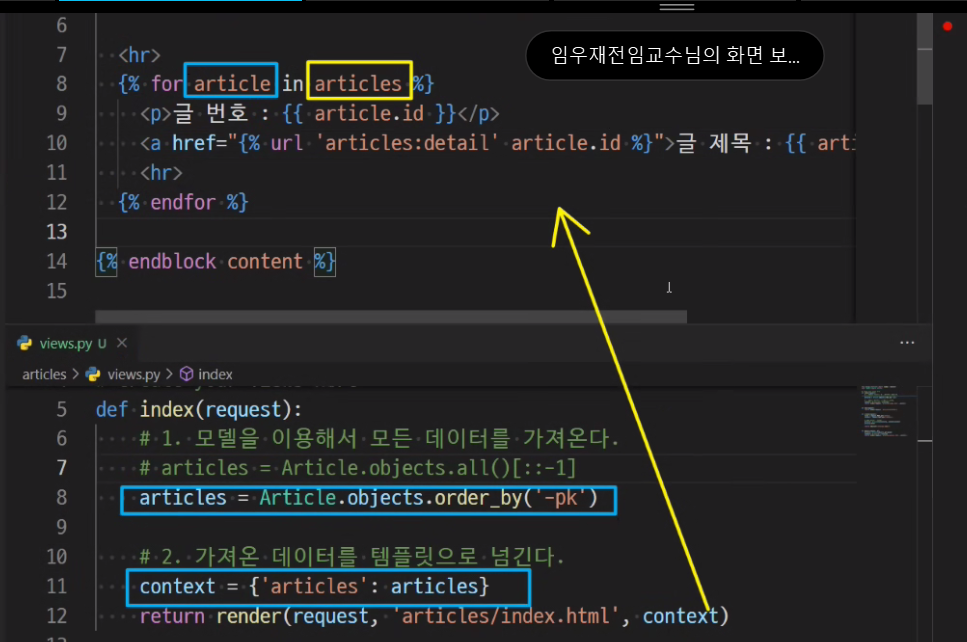 임우재전임교수님의 화면 보...
6
7 <hr>
8 {% for article in articles %}
9 <p>글 번호 : {{ article.id }}</p>
10 <a href="{% url 'articles:detail' article.id %}">글 제목 : {{ arti
11 <hr>
12 {% endfor %}
13
14 {% endblock content %}
15
views.py U
articles > views.py > index
5 def index(request):
6 # 1. 모델을 이용해서 모든 데이터를 가져온다.
7 # articles = Article.objects.all()[::-1]
8 articles = Article.objects.order_by('-pk')
9
10 # 2. 가져온 데이터를 템플릿으로 넘긴다.
11 context = {'articles': articles}
12 return render(request, 'articles/index.html', context)